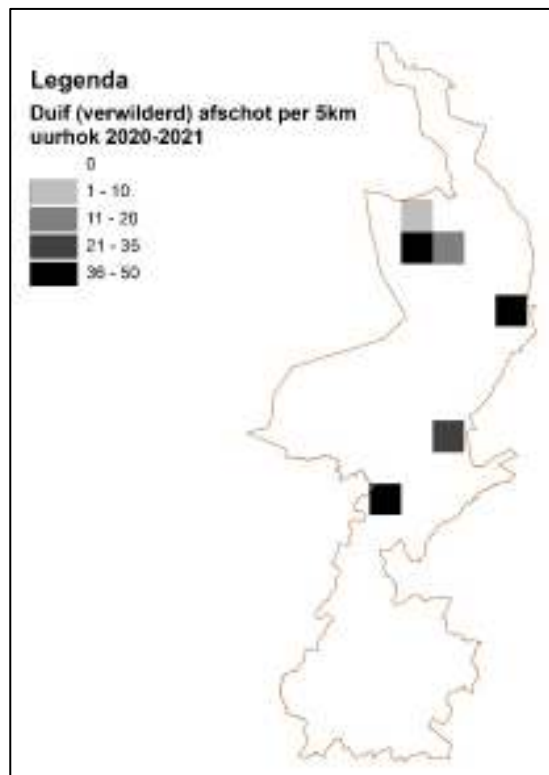 Legenda
Duif (verwilderd) afschot per 5km
uurhok 2020-2021
0
1 - 10
11 - 20
21 - 35
36 - 50